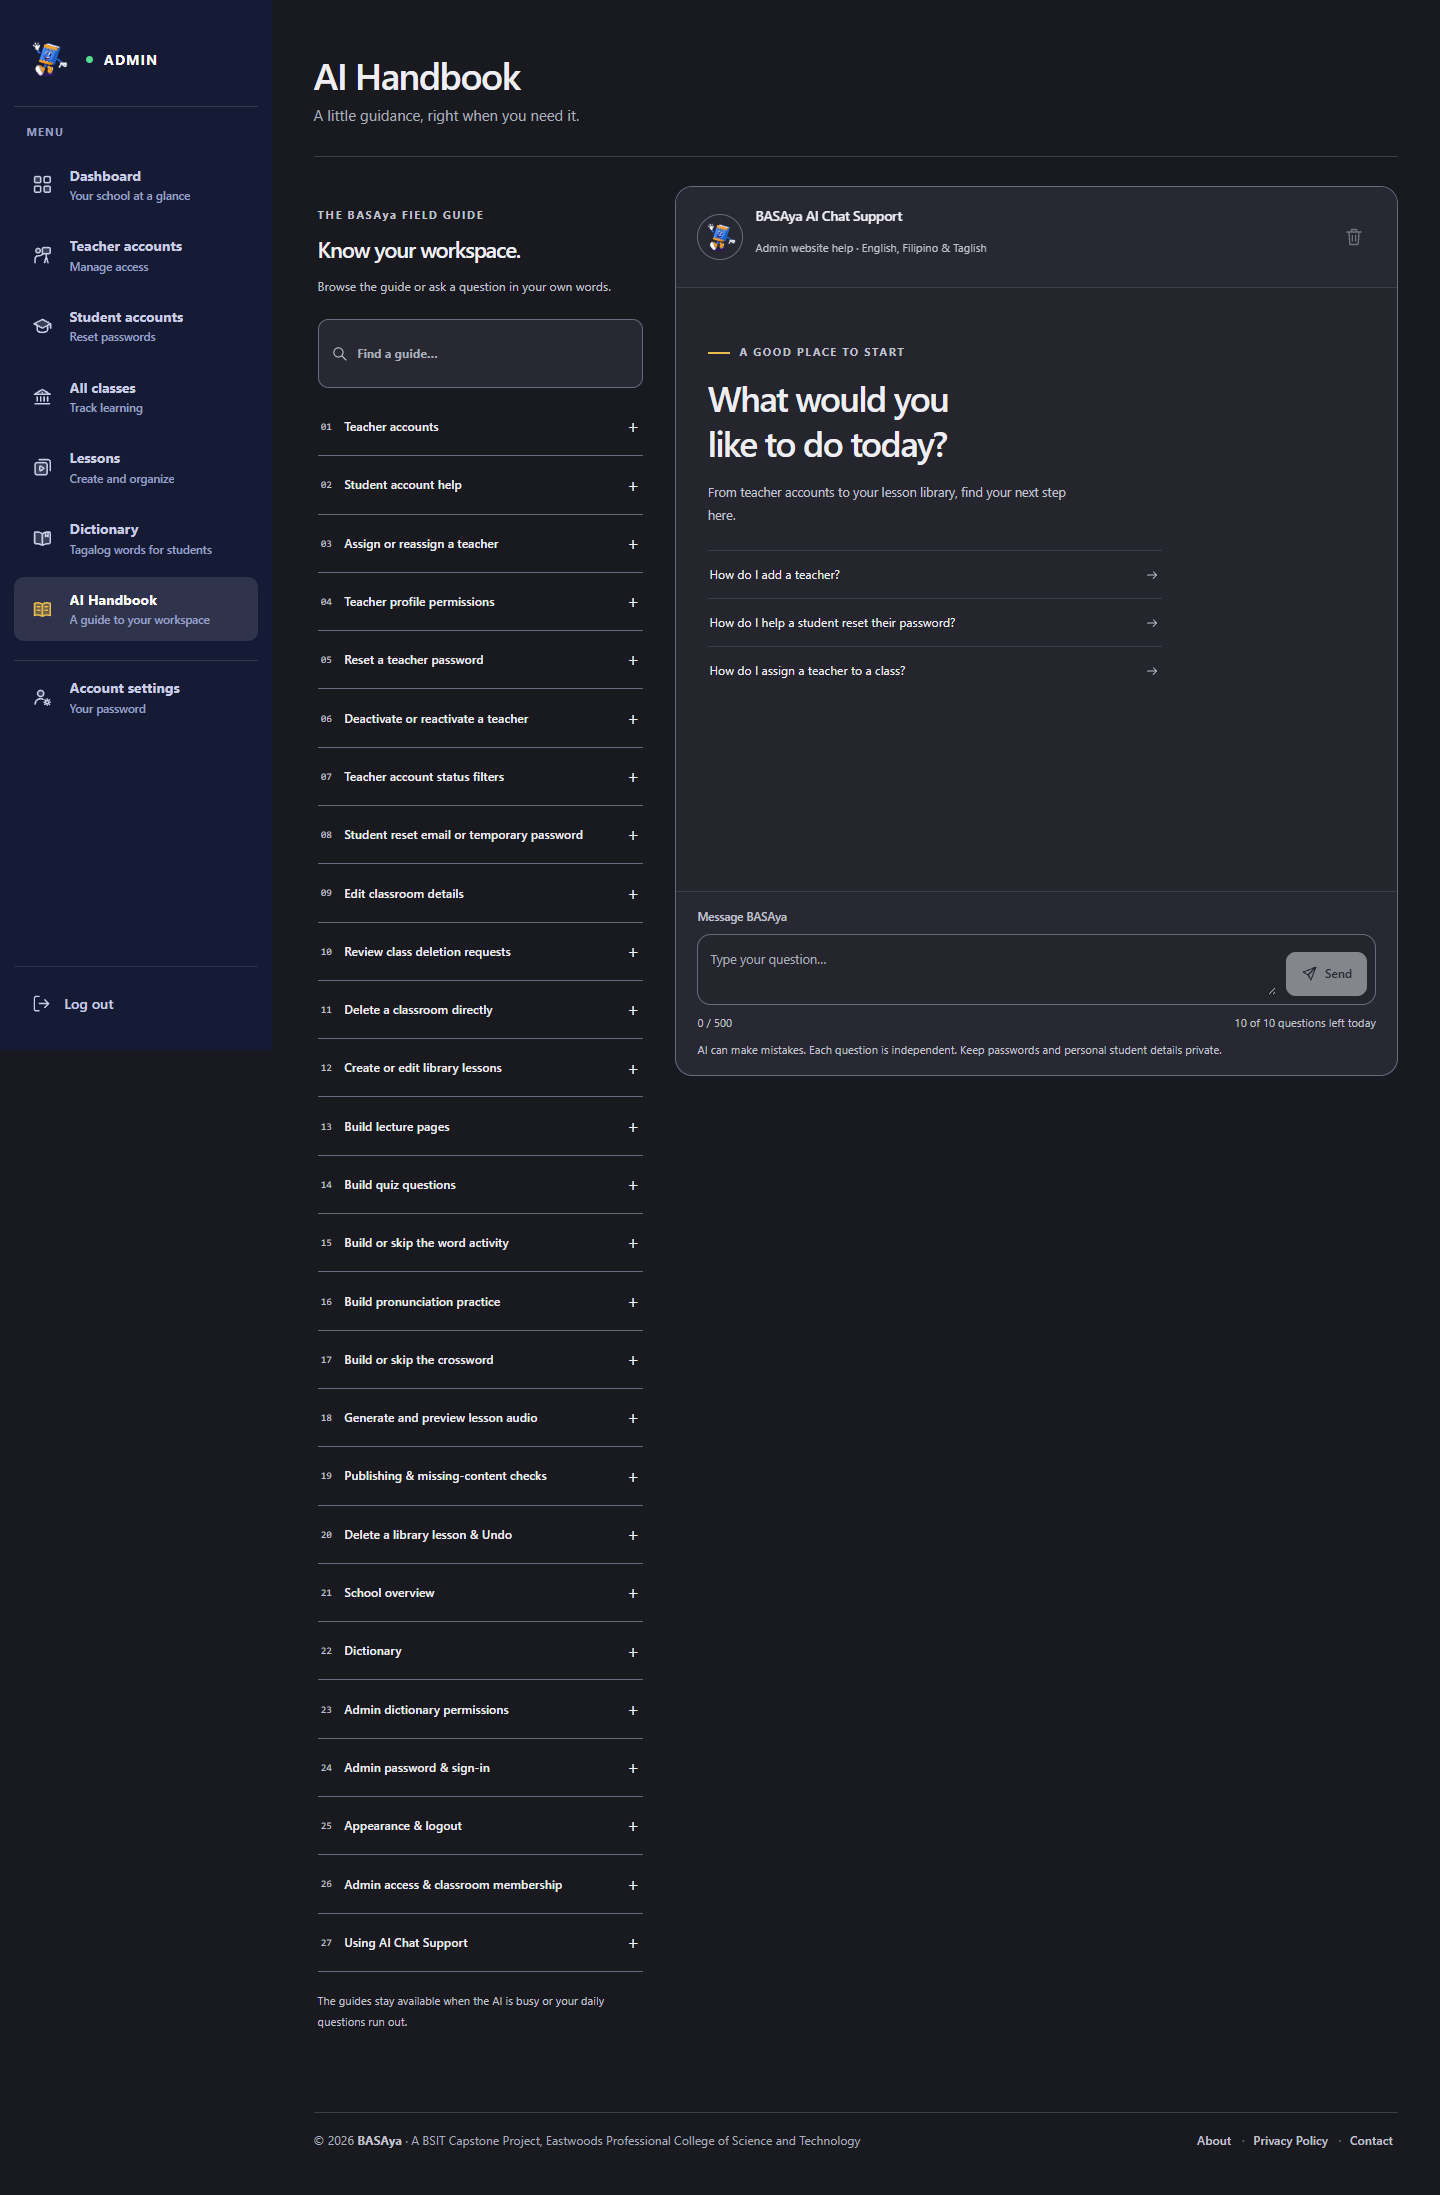 ADMIN
MENU
Dashboard
Your school at a glance
Teacher accounts
Manage access
Student accounts
Reset passwords
All classes
Track learning
Lessons
Create and organize
Dictionary
Tagalog words for students
AI Handbook
A guide to your workspace
Account settings
Your password
Log out
AI Handbook
A little guidance, right when you need it.
THE BASAya FIELD GUIDE
Know your workspace.
Browse the guide or ask a question in your own words.
Find a guide...
01 Teacher accounts +
02 Student account help +
03 Assign or reassign a teacher +
04 Teacher profile permissions +
05 Reset a teacher password +
06 Deactivate or reactivate a teacher +
07 Teacher account status filters +
08 Student reset email or temporary password +
09 Edit classroom details +
10 Review class deletion requests +
11 Delete a classroom directly +
12 Create or edit library lessons +
13 Build lecture pages +
14 Build quiz questions +
15 Build or skip the word activity +
16 Build pronunciation practice +
17 Build or skip the crossword +
18 Generate and preview lesson audio +
19 Publishing & missing-content checks +
20 Delete a library lesson & Undo +
21 School overview +
22 Dictionary +
23 Admin dictionary permissions +
24 Admin password & sign-in +
25 Appearance & logout +
26 Admin access & classroom membership +
27 Using AI Chat Support +
The guides stay available when the AI is busy or your daily
questions run out.
BASAya AI Chat Support
Admin website help · English, Filipino & Taglish
A GOOD PLACE TO START
What would you
like to do today?
From teacher accounts to your lesson library, find your next step
here.
How do I add a teacher? →
How do I help a student reset their password? →
How do I assign a teacher to a class? →
Message BASAya
Type your question...
Send
0 / 500
10 of 10 questions left today
AI can make mistakes. Each question is independent. Keep passwords and personal student details private.
© 2026 BASAya · A BSIT Capstone Project, Eastwoods Professional College of Science and Technology
About · Privacy Policy · Contact